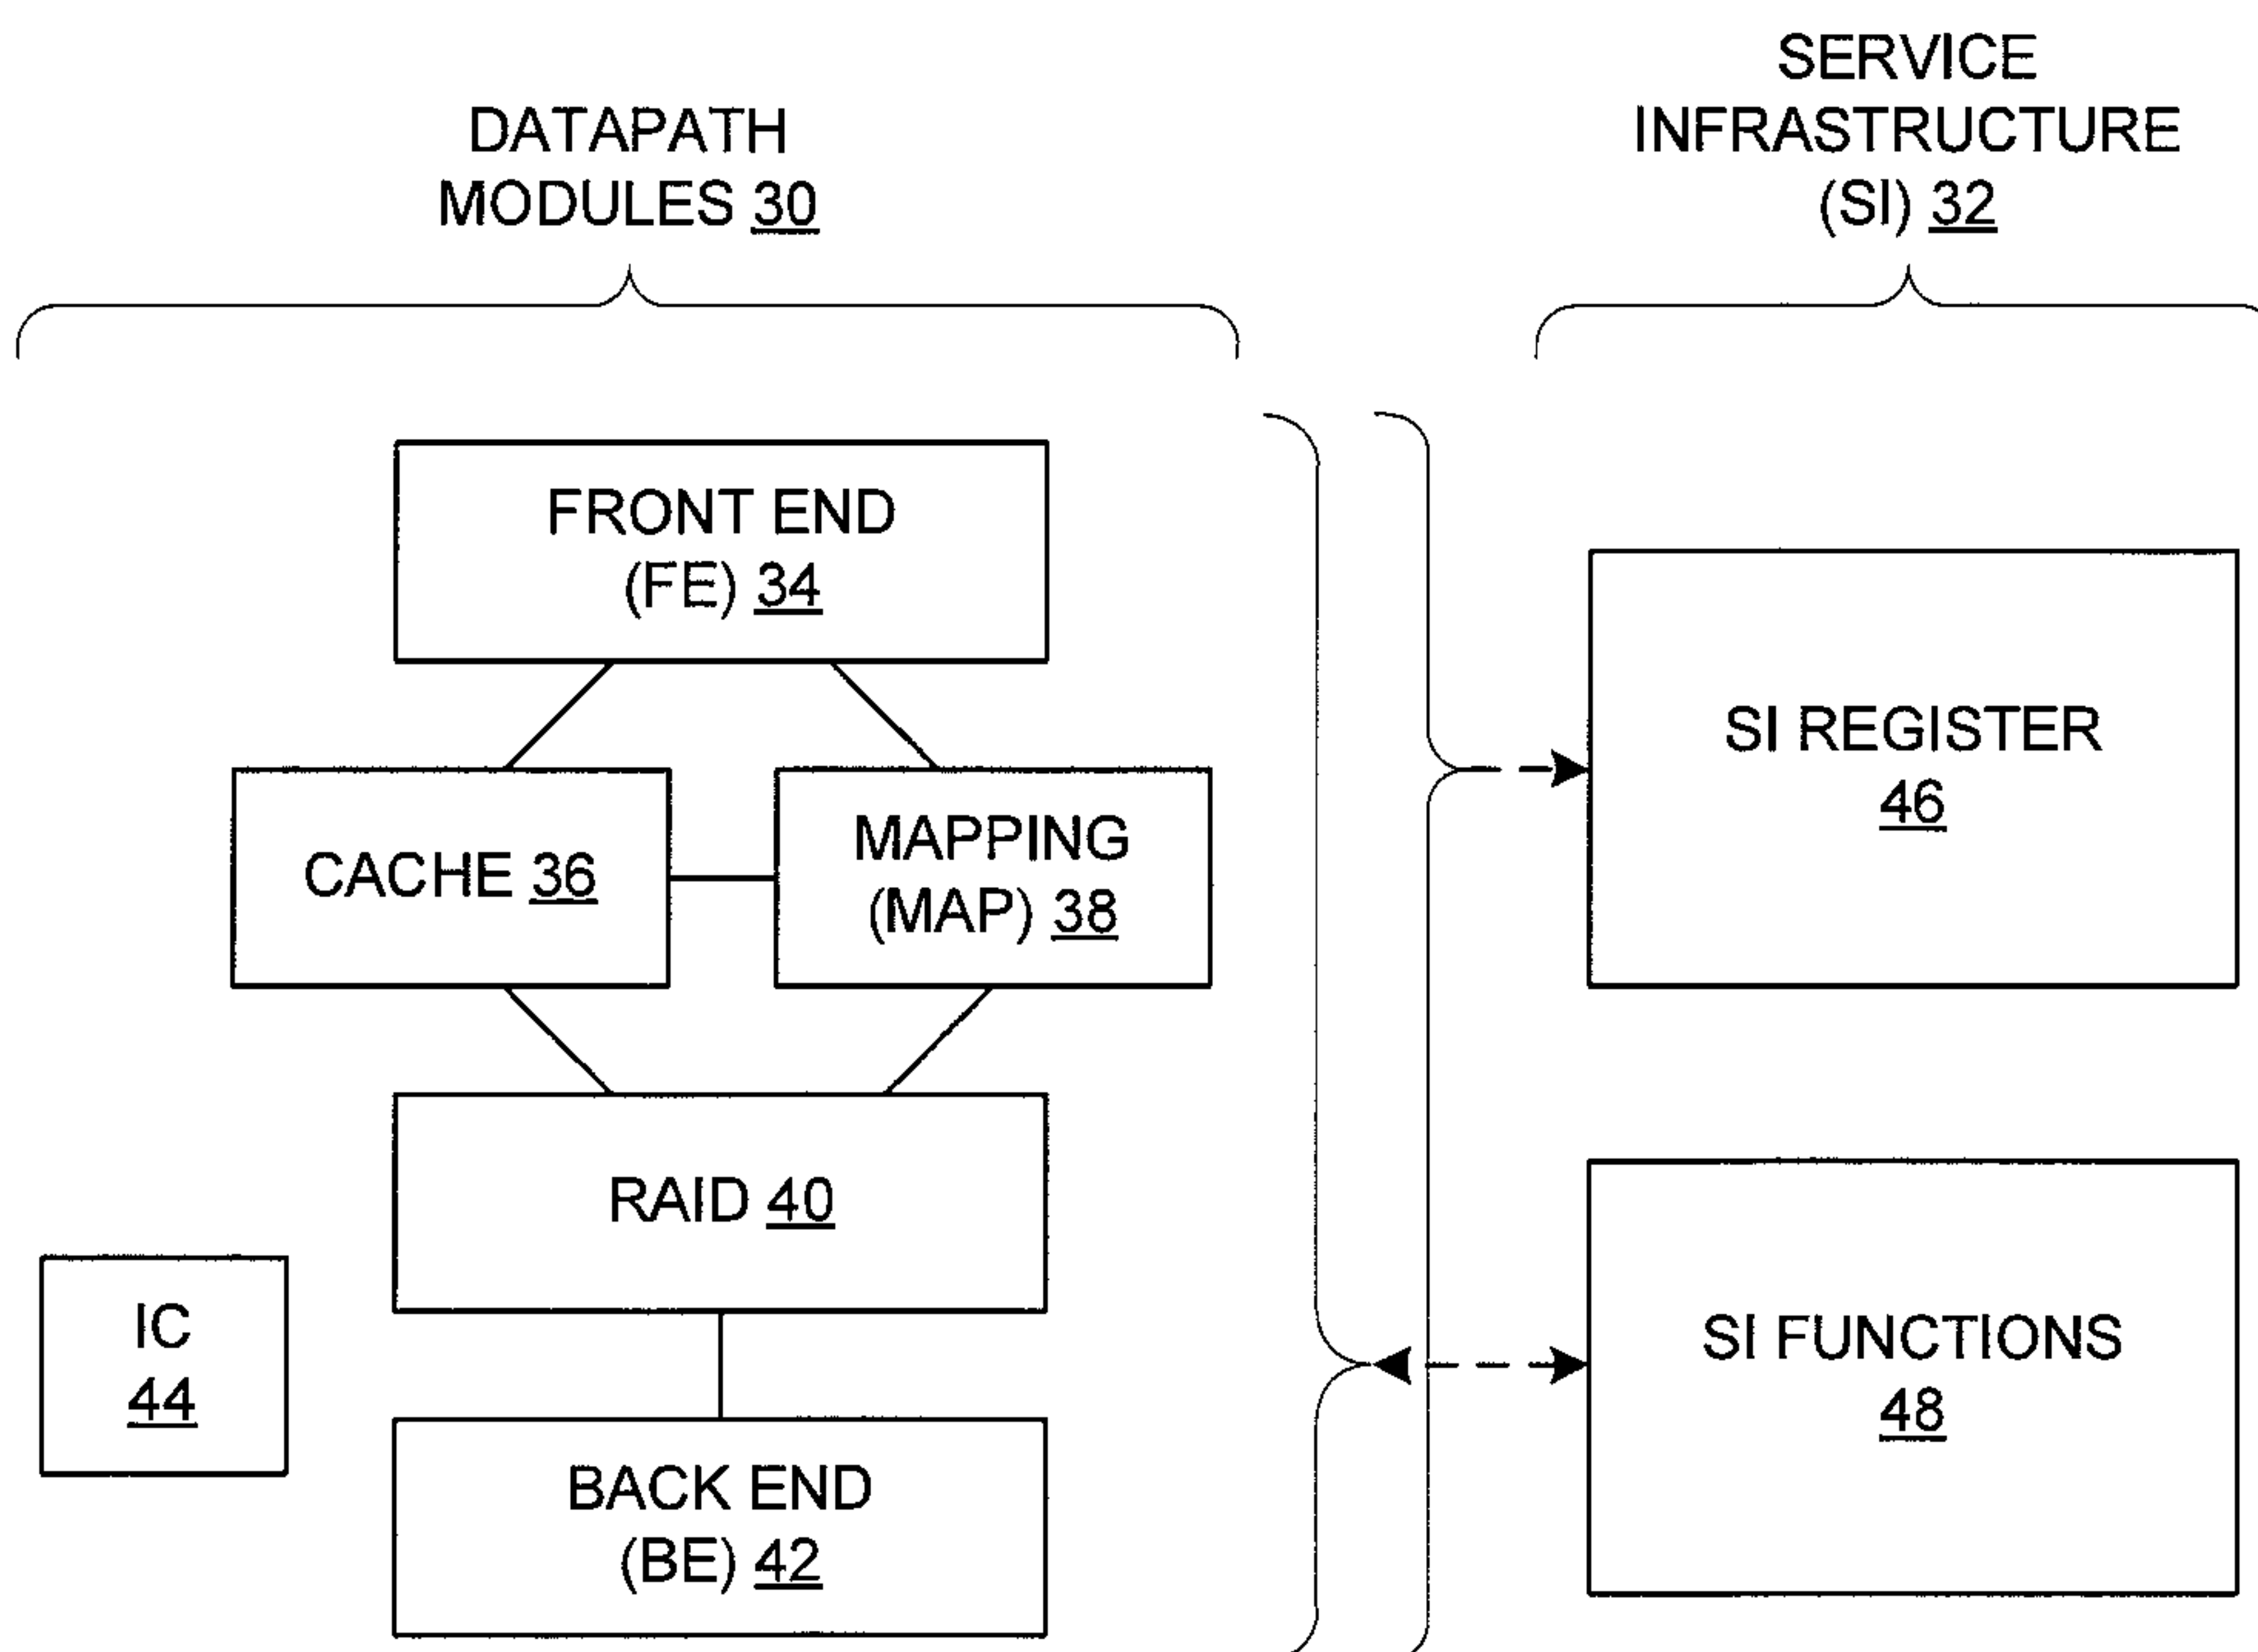 DATAPATH
MODULES 30
SERVICE
INFRASTRUCTURE
(SI) 32
FRONT END
(FE) 34
CACHE 36
MAPPING
(MAP) 38
RAID 40
IC
44
BACK END
(BE) 42
SI REGISTER
46
SI FUNCTIONS
48